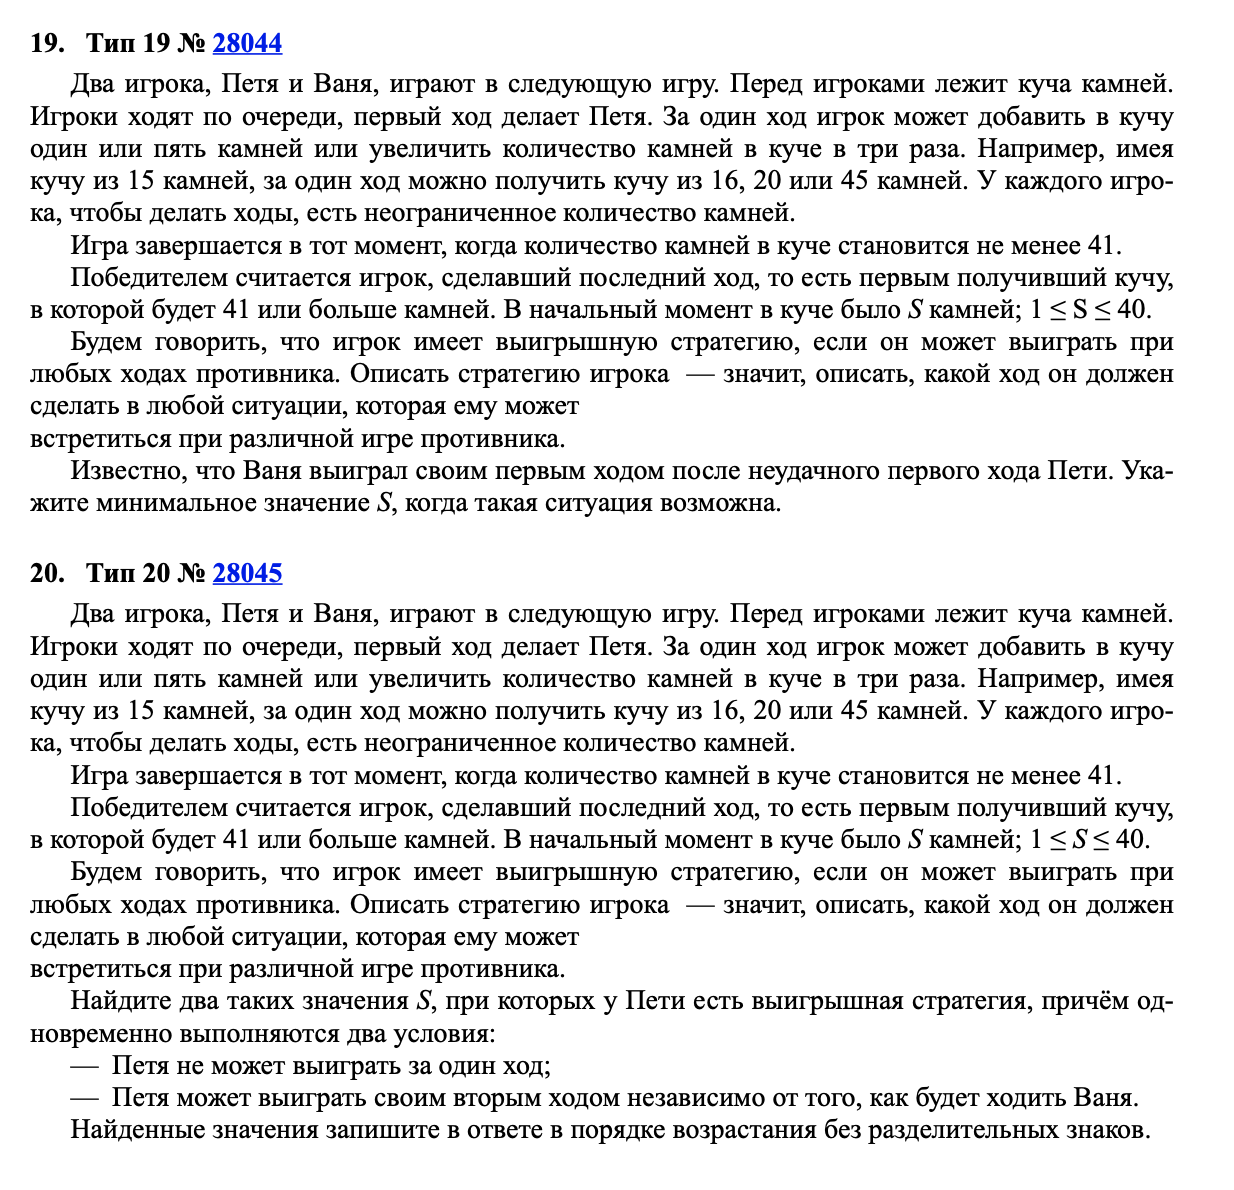 19. Тип 19 № 28044
Два игрока, Петя и Ваня, играют в следующую игру. Перед игроками лежит куча камней.
Игроки ходят по очереди, первый ход делает Петя. За один ход игрок может добавить в кучу
один или пять камней или увеличить количество камней в куче в три раза. Например, имея
кучу из 15 камней, за один ход можно получить кучу из 16, 20 или 45 камней. У каждого игро-
ка, чтобы делать ходы, есть неограниченное количество камней.
Игра завершается в тот момент, когда количество камней в куче становится не менее 41.
Победителем считается игрок, сделавший последний ход, то есть первым получивший кучу,
в которой будет 41 или больше камней. В начальный момент в куче было S камней; 1 ≤ S ≤ 40.
Будем говорить, что игрок имеет выигрышную стратегию, если он может выиграть при
любых ходах противника. Описать стратегию игрока — значит, описать, какой ход он должен
сделать в любой ситуации, которая ему может
встретиться при различной игре противника.
Известно, что Ваня выиграл своим первым ходом после неудачного первого хода Пети. Ука-
жите минимальное значение S, когда такая ситуация возможна.
20. Тип 20 № 28045
Два игрока, Петя и Ваня, играют в следующую игру. Перед игроками лежит куча камней.
Игроки ходят по очереди, первый ход делает Петя. За один ход игрок может добавить в кучу
один или пять камней или увеличить количество камней в куче в три раза. Например, имея
кучу из 15 камней, за один ход можно получить кучу из 16, 20 или 45 камней. У каждого игро-
ка, чтобы делать ходы, есть неограниченное количество камней.
Игра завершается в тот момент, когда количество камней в куче становится не менее 41.
Победителем считается игрок, сделавший последний ход, то есть первым получивший кучу,
в которой будет 41 или больше камней. В начальный момент в куче было S камней; 1 ≤ S ≤ 40.
Будем говорить, что игрок имеет выигрышную стратегию, если он может выиграть при
любых ходах противника. Описать стратегию игрока — значит, описать, какой ход он должен
сделать в любой ситуации, которая ему может
встретиться при различной игре противника.
Найдите два таких значения S, при которых у Пети есть выигрышная стратегия, причём од-
новременно выполняются два условия:
— Петя не может выиграть за один ход;
— Петя может выиграть своим вторым ходом независимо от того, как будет ходить Ваня.
Найденные значения запишите в ответе в порядке возрастания без разделительных знаков.